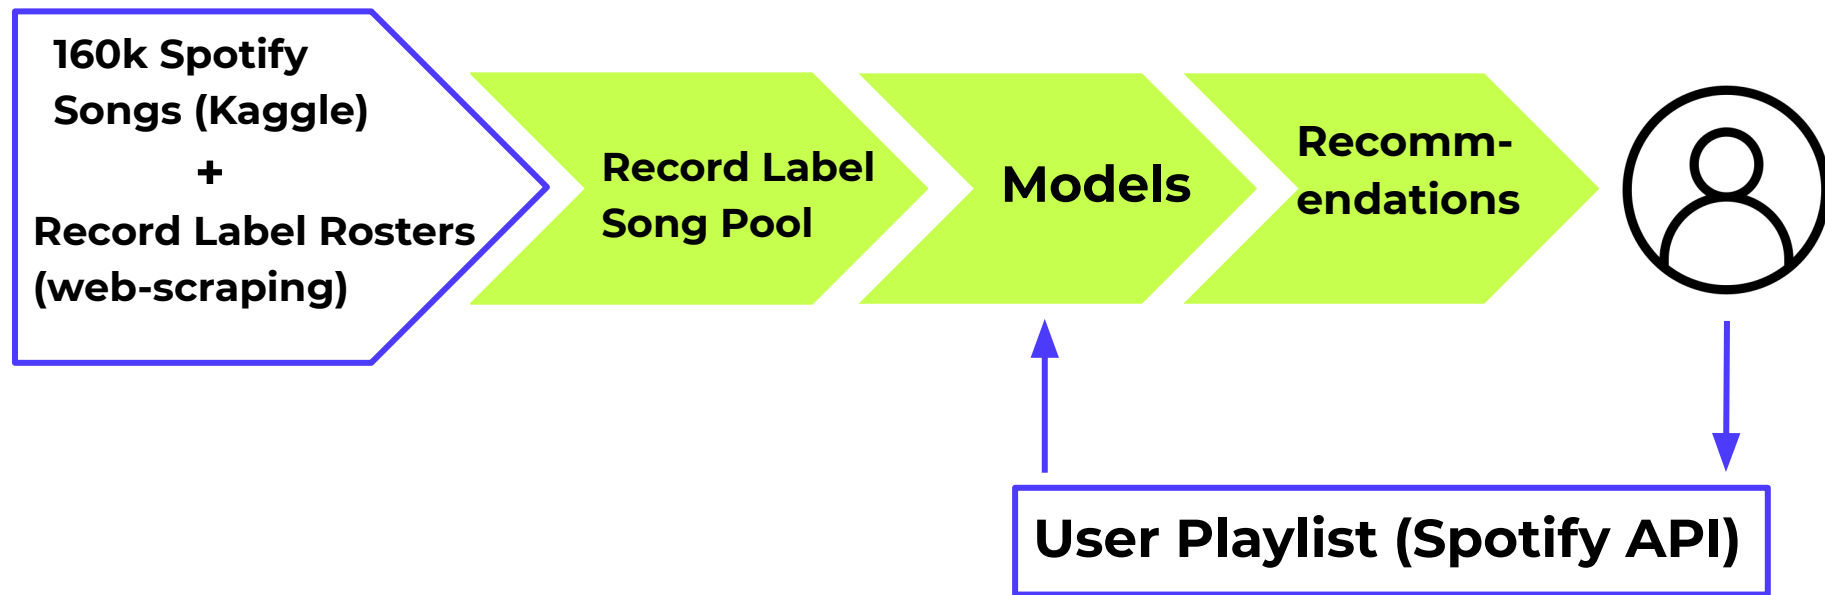 160k Spotify
Songs (Kaggle)
+
Record Label Rosters
(web-scraping)
Record Label
Song Pool
Models
Recomm-
endations
User Playlist (Spotify API)